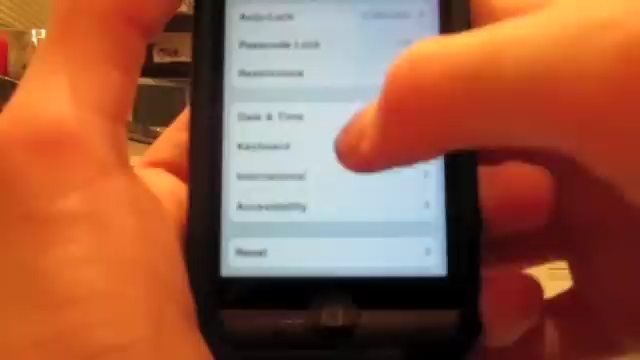 Auto-Lock
Passcode Lock
Restrictions
Date & Time
Keyboard
International
Accessibility
Reset